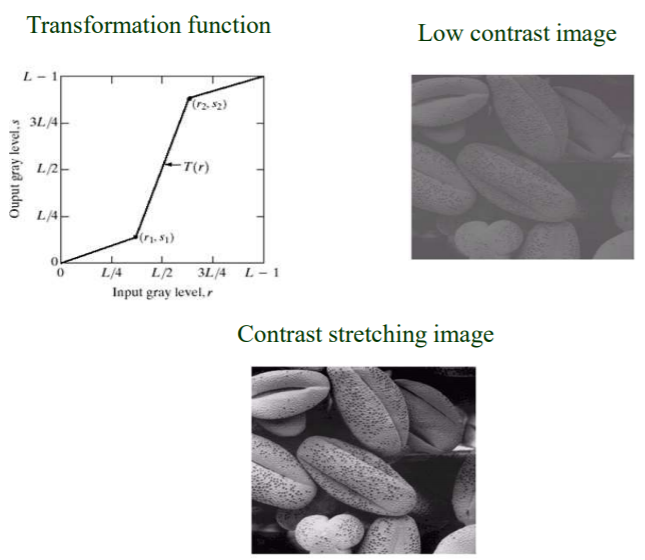 Transformation function
Low contrast image
L − 1
3L/4
L/2
L/4
0
Ouput gray level, s
(r2, s2)
T(r)
(r1, s1)
0 L/4 L/2 3L/4 L − 1
Input gray level, r
Contrast stretching image